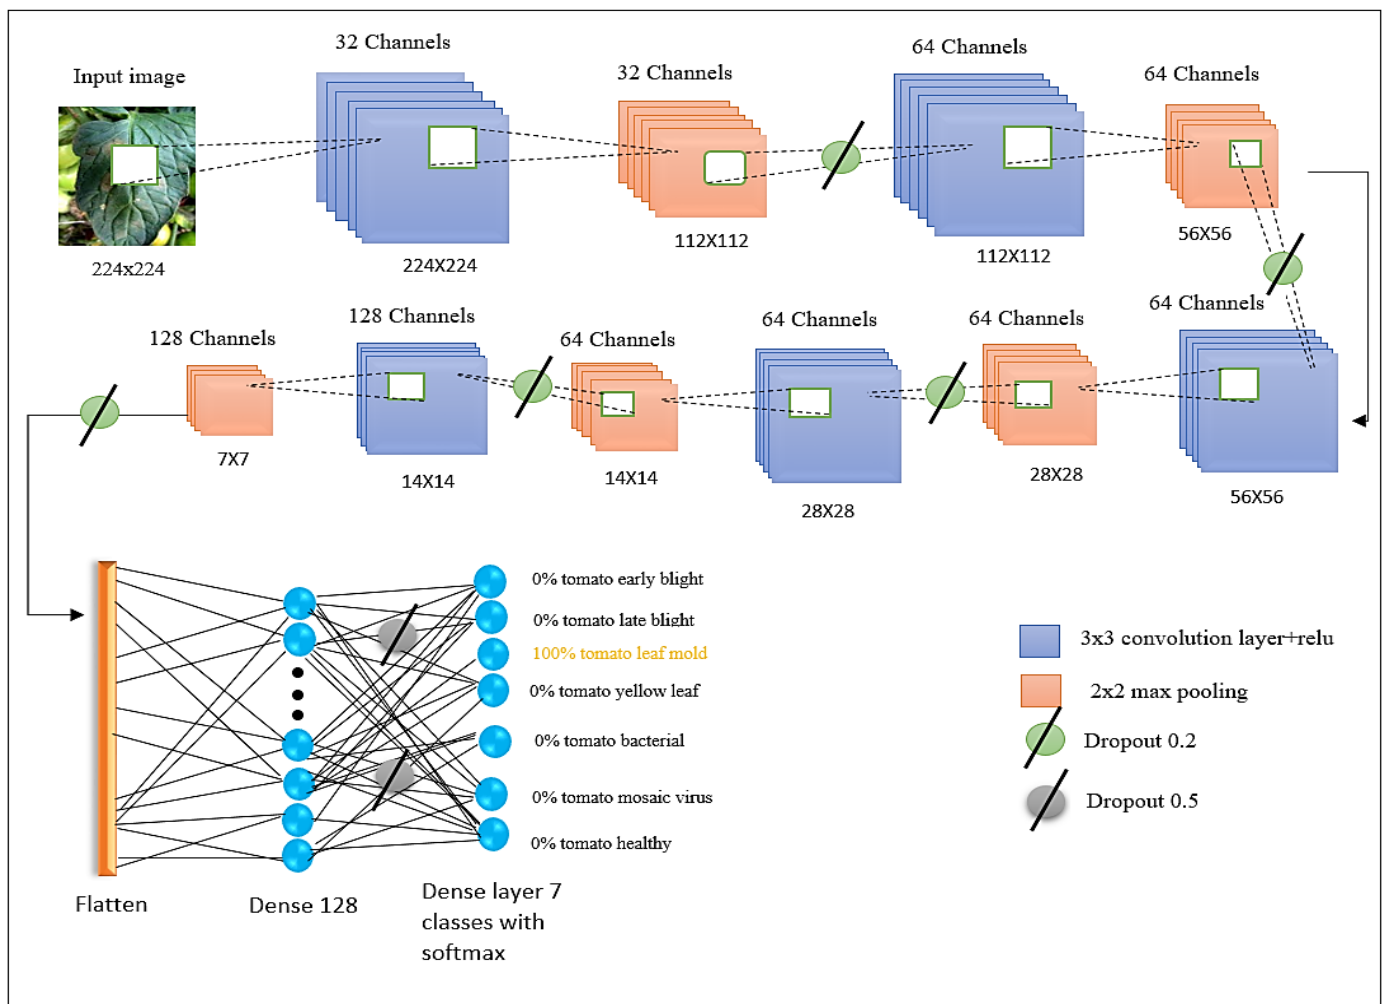 Input image
32 Channels
32 Channels
64 Channels
64 Channels
224x224
224X224
112X112
112X112
56X56
128 Channels
128 Channels
64 Channels
64 Channels
64 Channels
64 Channels
7X7
14X14
14X14
28X28
28X28
56X56
0% tomato early blight
0% tomato late blight
100% tomato leaf mold
0% tomato yellow leaf
0% tomato bacterial
0% tomato mosaic virus
0% tomato healthy
Flatten
Dense 128
Dense layer 7
classes with
softmax
3x3 convolution layer+relu
2x2 max pooling
Dropout 0.2
Dropout 0.5